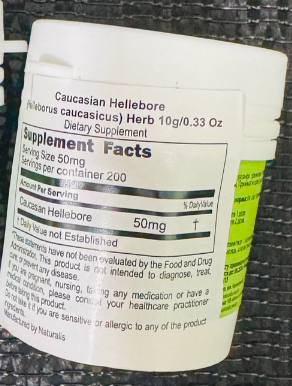 Caucasian Hellebore
(Helleborus caucasicus) Herb 10g/0.33 Oz
Dietary Supplement
Supplement Facts
Serving Size 50mg
Servings per container 200
Amount Per Serving % DailyValue
Caucasian Hellebore 50mg †
† Daily Value not Established
These statements have not been evaluated by the Food and Drug
Administration. This product is not intended to diagnose, treat,
cure, or prevent any disease.
If you are pregnant, nursing, taking any medication or have a
medical condition, please consult your healthcare practitioner
before using this product.
Do not take it if you are sensitive or allergic to any of the product
ingredients.
Manufactured by Naturalis